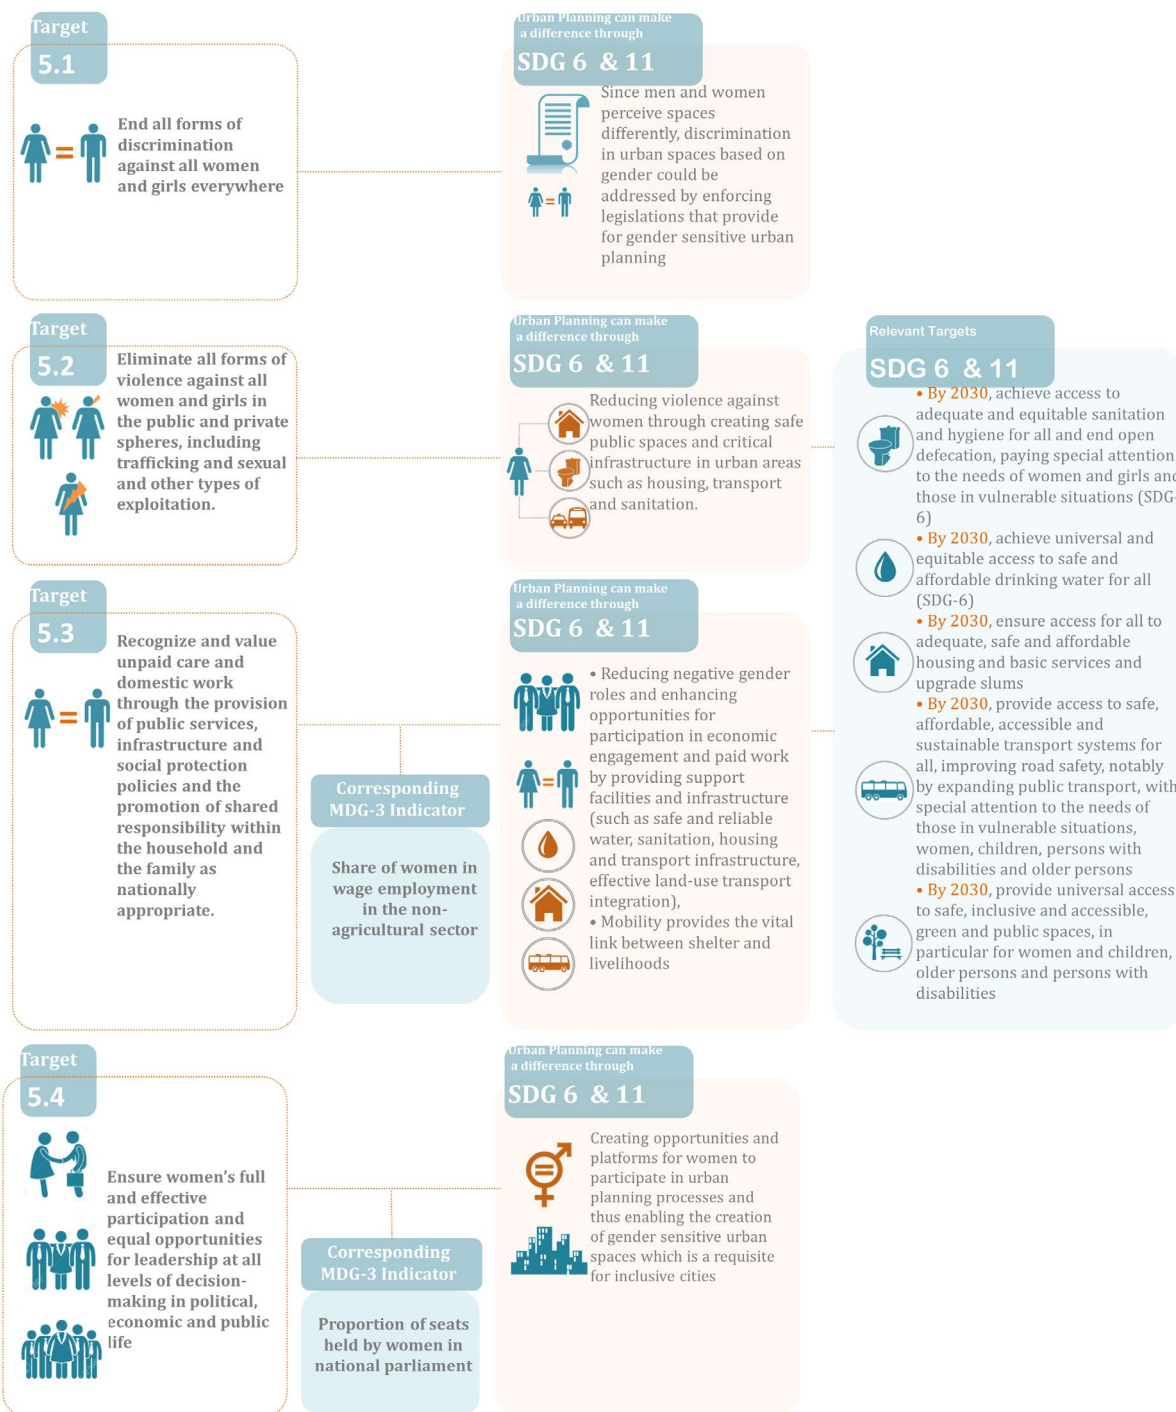 Target
5.1
End all forms of
discrimination
against all women
and girls everywhere
Urban Planning can make
a difference through
SDG 6 & 11
Since men and women
perceive spaces
differently, discrimination
in urban spaces based on
gender could be
addressed by enforcing
legislations that provide
for gender sensitive urban
planning
Target
5.2
Eliminate all forms of
violence against all
women and girls in
the public and private
spheres, including
trafficking and sexual
and other types of
exploitation.
Urban Planning can make
a difference through
SDG 6 & 11
Reducing violence against
women through creating safe
public spaces and critical
infrastructure in urban areas
such as housing, transport
and sanitation.
Relevant Targets
SDG 6 & 11
• By 2030, achieve access to
adequate and equitable sanitation
and hygiene for all and end open
defecation, paying special attention
to the needs of women and girls and
those in vulnerable situations (SDG-
6)
• By 2030, achieve universal and
equitable access to safe and
affordable drinking water for all
(SDG-6)
• By 2030, ensure access for all to
adequate, safe and affordable
housing and basic services and
upgrade slums
• By 2030, provide access to safe,
affordable, accessible and
sustainable transport systems for
all, improving road safety, notably
by expanding public transport, with
special attention to the needs of
those in vulnerable situations,
women, children, persons with
disabilities and older persons
• By 2030, provide universal access
to safe, inclusive and accessible,
green and public spaces, in
particular for women and children,
older persons and persons with
disabilities
Target
5.3
Recognize and value
unpaid care and
domestic work
through the provision
of public services,
infrastructure and
social protection
policies and the
promotion of shared
responsibility within
the household and
the family as
nationally
appropriate.
Corresponding
MDG-3 Indicator
Share of women in
wage employment
in the non-
agricultural sector
Urban Planning can make
a difference through
SDG 6 & 11
• Reducing negative gender
roles and enhancing
opportunities for
participation in economic
engagement and paid work
by providing support
facilities and infrastructure
(such as safe and reliable
water, sanitation, housing
and transport infrastructure,
effective land-use transport
integration),
• Mobility provides the vital
link between shelter and
livelihoods
Target
5.4
Ensure women's full
and effective
participation and
equal opportunities
for leadership at all
levels of decision-
making in political,
economic and public
life
Corresponding
MDG-3 Indicator
Proportion of seats
held by women in
national parliament
Urban Planning can make
a difference through
SDG 6 & 11
Creating opportunities and
platforms for women to
participate in urban
planning processes and
thus enabling the creation
of gender sensitive urban
spaces which is a requisite
for inclusive cities